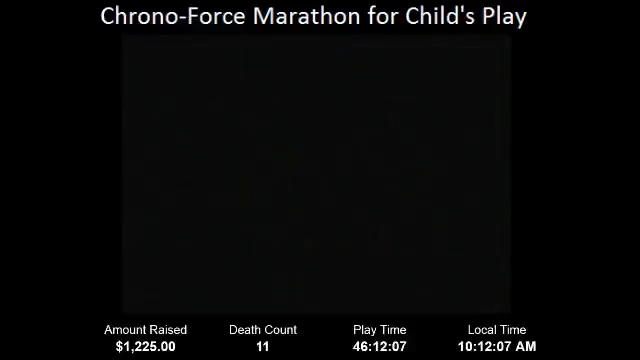 Chrono-Force Marathon for Child's Play
Amount Raised Death Count Play Time Local Time
$1,225.00 11 46:12:07 10:12:07 AM